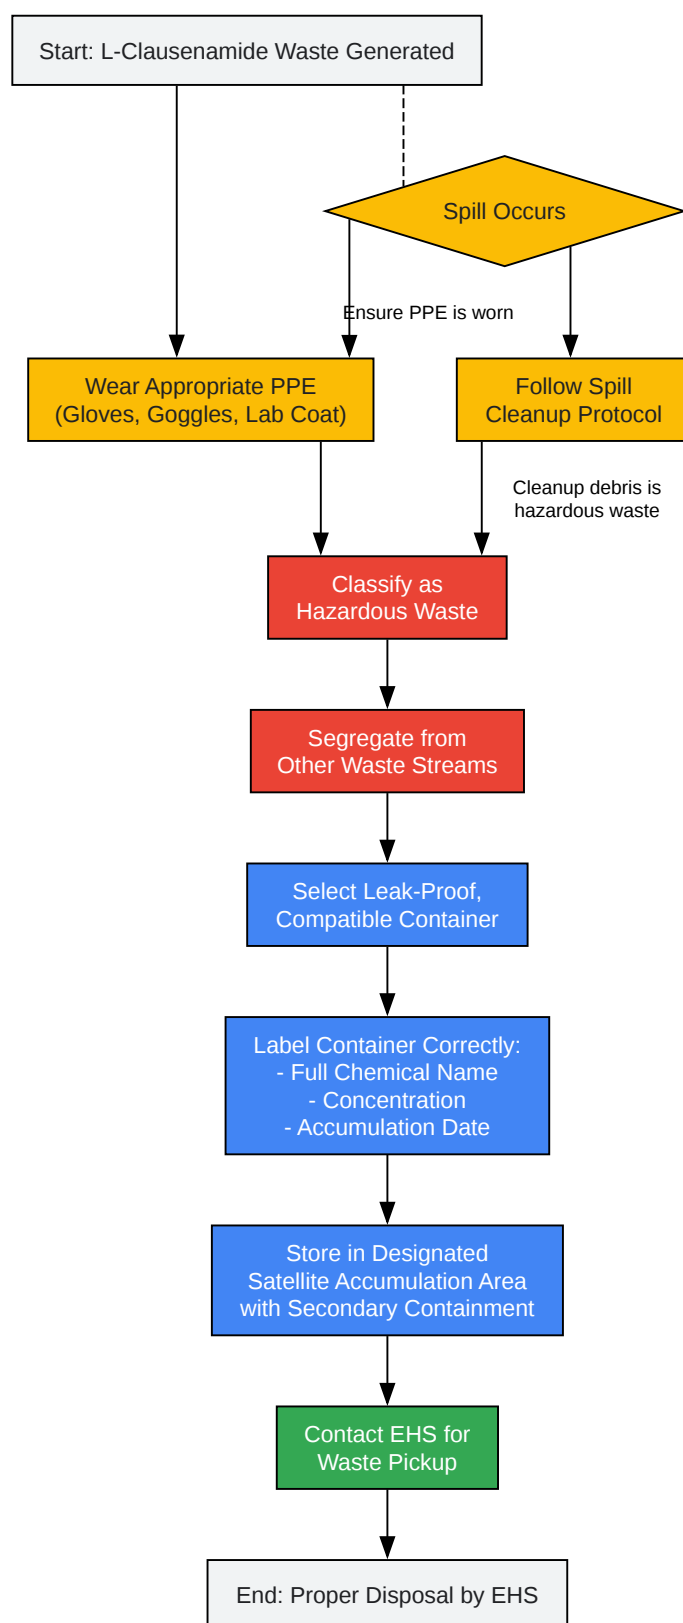 Start: L-Clausenamide Waste Generated
Spill Occurs
Ensure PPE is worn
Wear Appropriate PPE
(Gloves, Goggles, Lab Coat)
Follow Spill
Cleanup Protocol
Cleanup debris is
hazardous waste
Classify as
Hazardous Waste
Segregate from
Other Waste Streams
Select Leak-Proof,
Compatible Container
Label Container Correctly:
- Full Chemical Name
- Concentration
- Accumulation Date
Store in Designated
Satellite Accumulation Area
with Secondary Containment
Contact EHS for
Waste Pickup
End: Proper Disposal by EHS